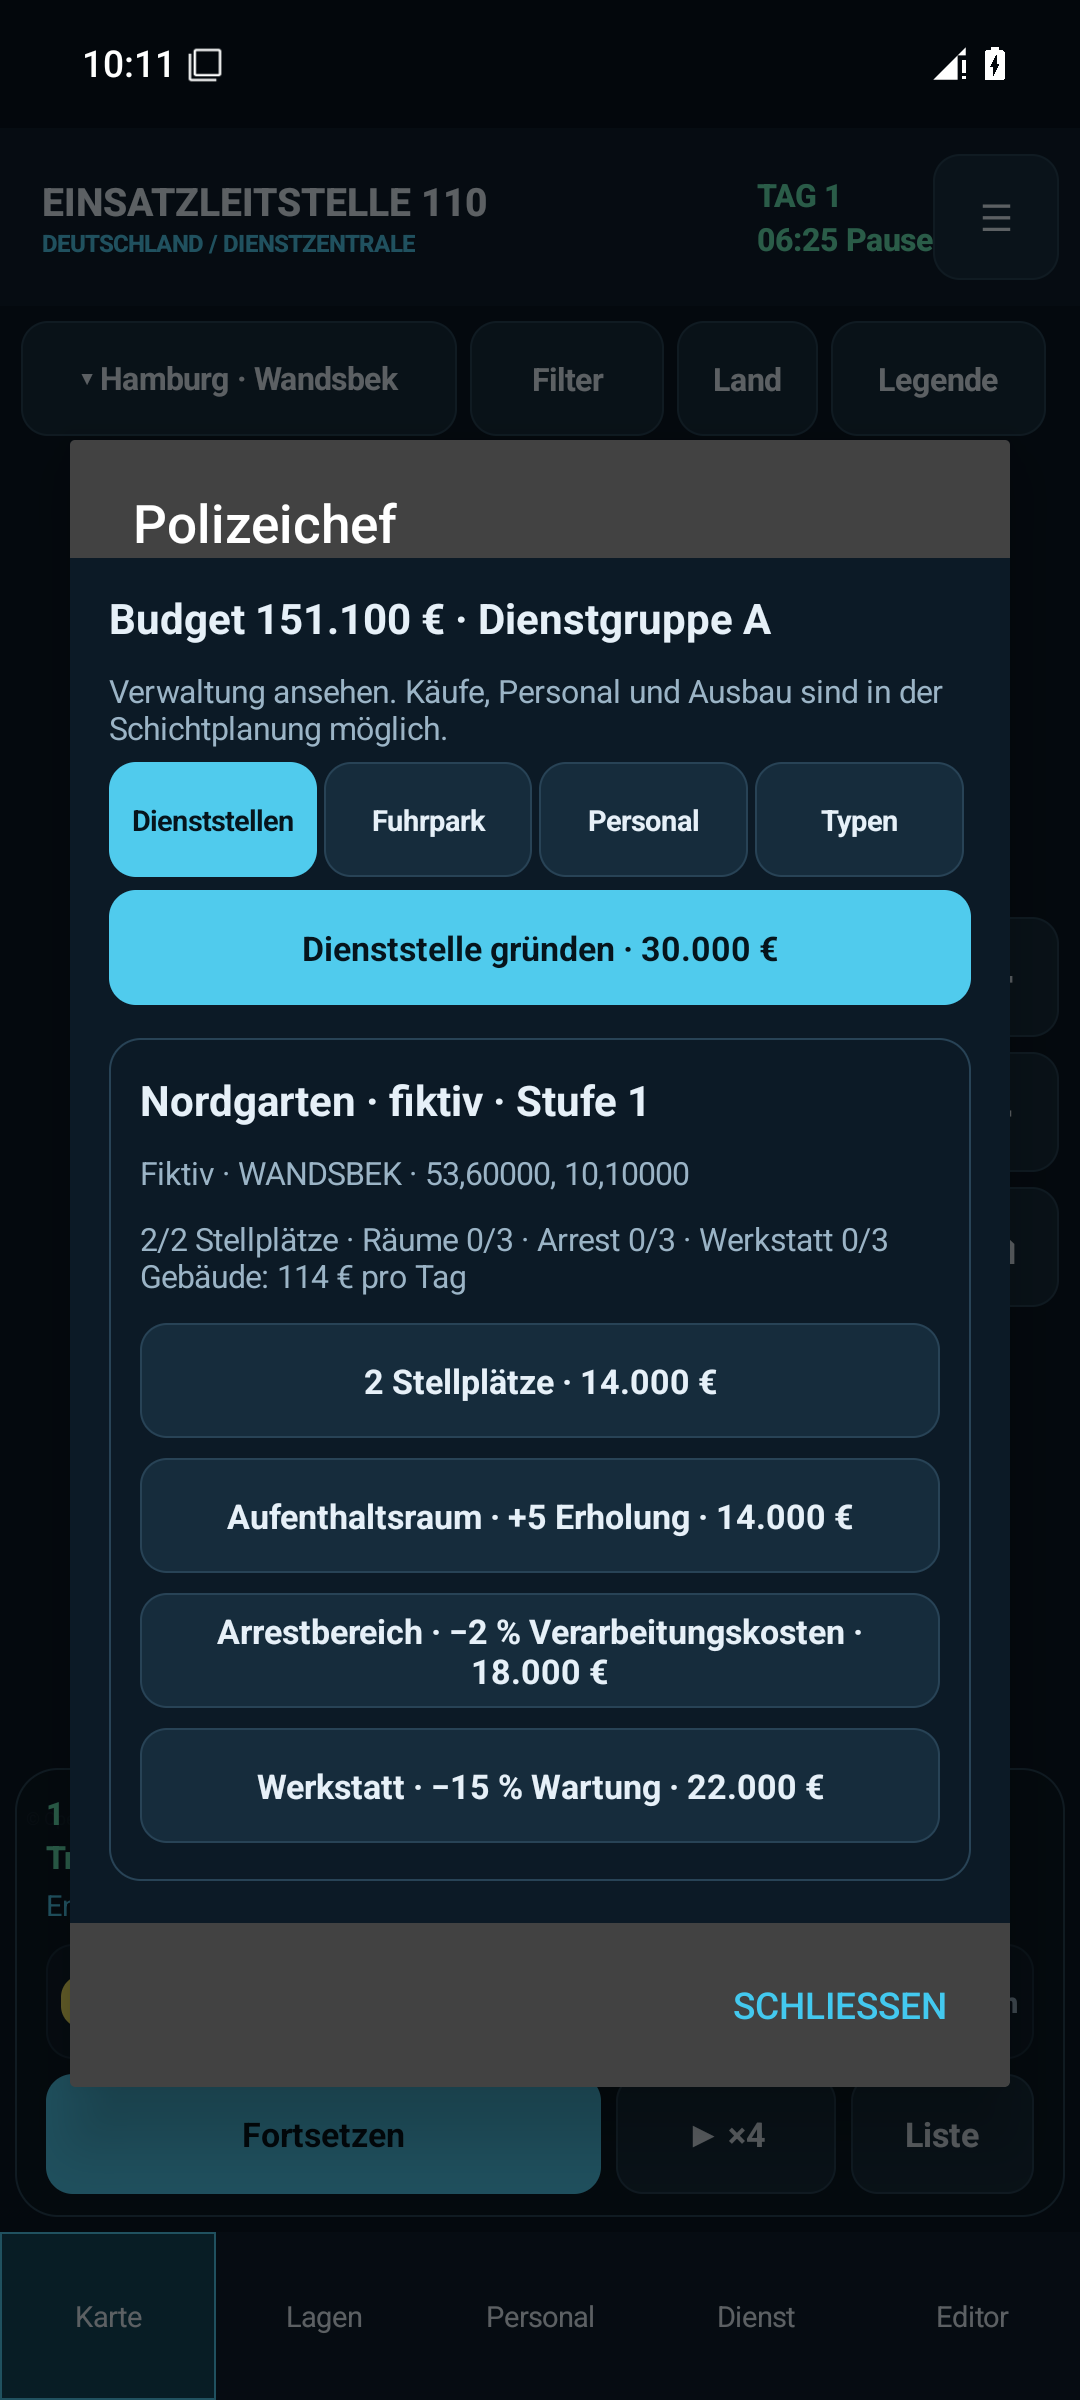 10:11
EINSATZLEITSTELLE 110
DEUTSCHLAND / DIENSTZENTRALE
TAG 1
06:25 Pause
▾ Hamburg · Wandsbek
Filter
Land
Legende
Polizeichef
Budget 151.100 € · Dienstgruppe A
Verwaltung ansehen. Käufe, Personal und Ausbau sind in der
Schichtplanung möglich.
Dienststellen
Fuhrpark
Personal
Typen
Dienststelle gründen · 30.000 €
Nordgarten · fiktiv · Stufe 1
Fiktiv · WANDSBEK · 53,60000, 10,10000
2/2 Stellplätze · Räume 0/3 · Arrest 0/3 · Werkstatt 0/3
Gebäude: 114 € pro Tag
2 Stellplätze · 14.000 €
Aufenthaltsraum · +5 Erholung · 14.000 €
Arrestbereich · −2 % Verarbeitungskosten ·
18.000 €
Werkstatt · −15 % Wartung · 22.000 €
1
SCHLIESSEN
Fortsetzen
▶ ×4
Liste
Karte
Lagen
Personal
Dienst
Editor